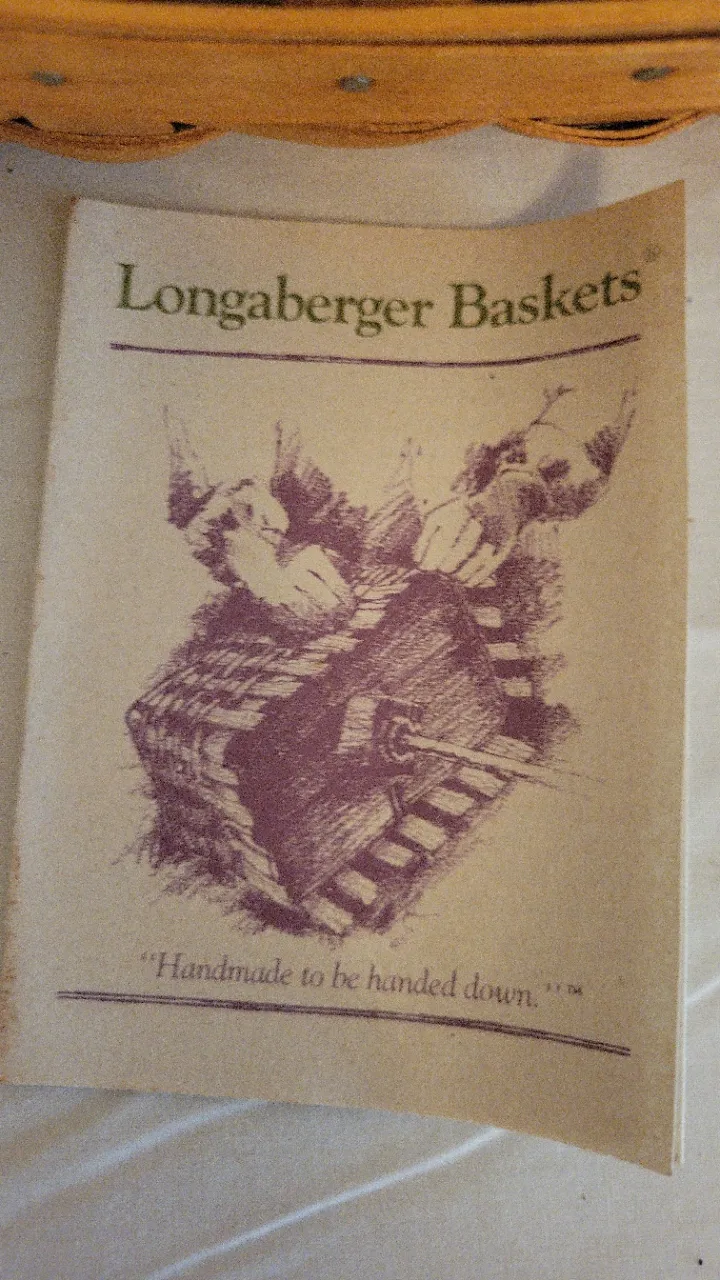 Longaberger Baskets®
“Handmade to be handed down.”™